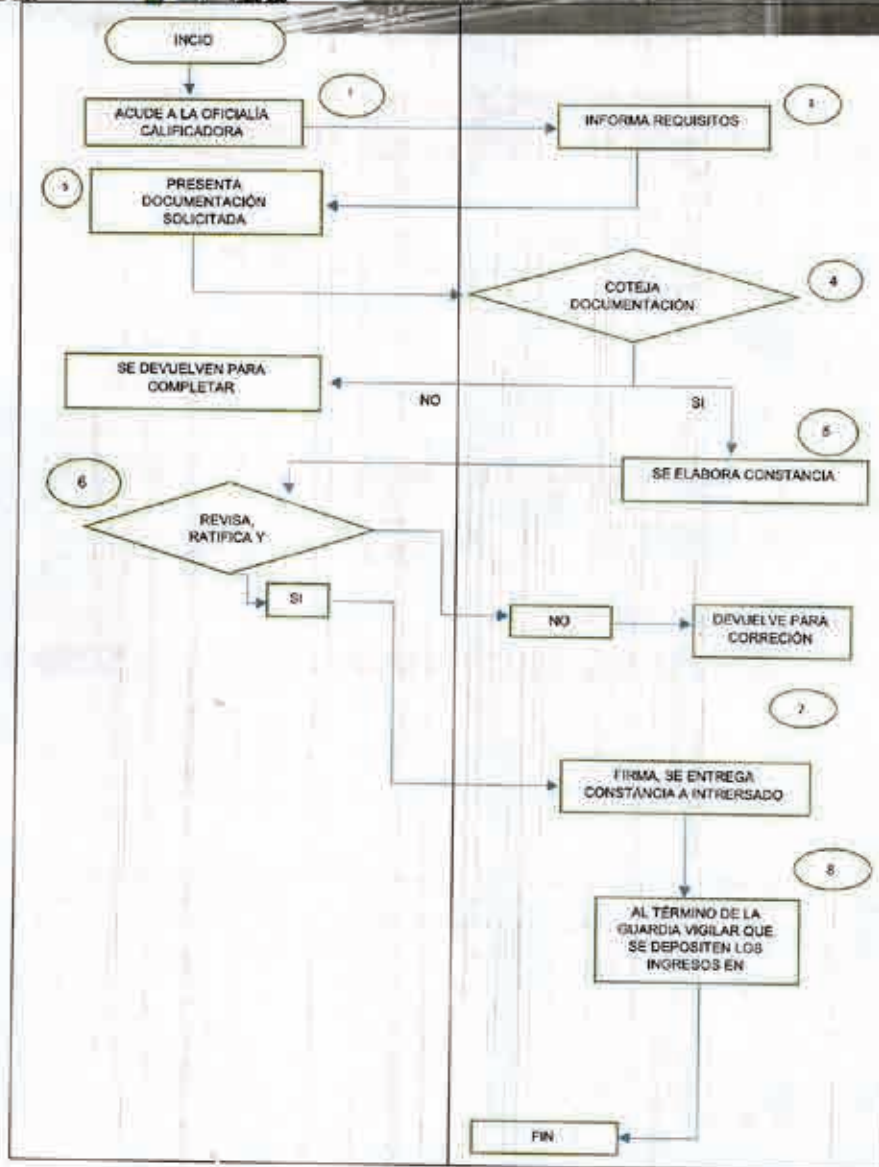 INCIO
ACUDE A LA OFICIALÍA
CALIFICADORA
1
INFORMA REQUISITOS
PRESENTA
DOCUMENTACIÓN
SOLICITADA
COTEJA
DOCUMENTACIÓN
4
SE DEVUELVEN PARA
COMPLETAR
NO
SI
5
SE ELABORA CONSTANCIA
6
REVISA,
RATIFICA Y
SI
NO
DEVUELVE PARA
CORRECIÓN
7
FIRMA, SE ENTREGA
CONSTANCIA A INTRERSADO
8
AL TÉRMINO DE LA
GUARDIA VIGILAR QUE
SE DEPOSITEN LOS
INGRESOS EN
FIN